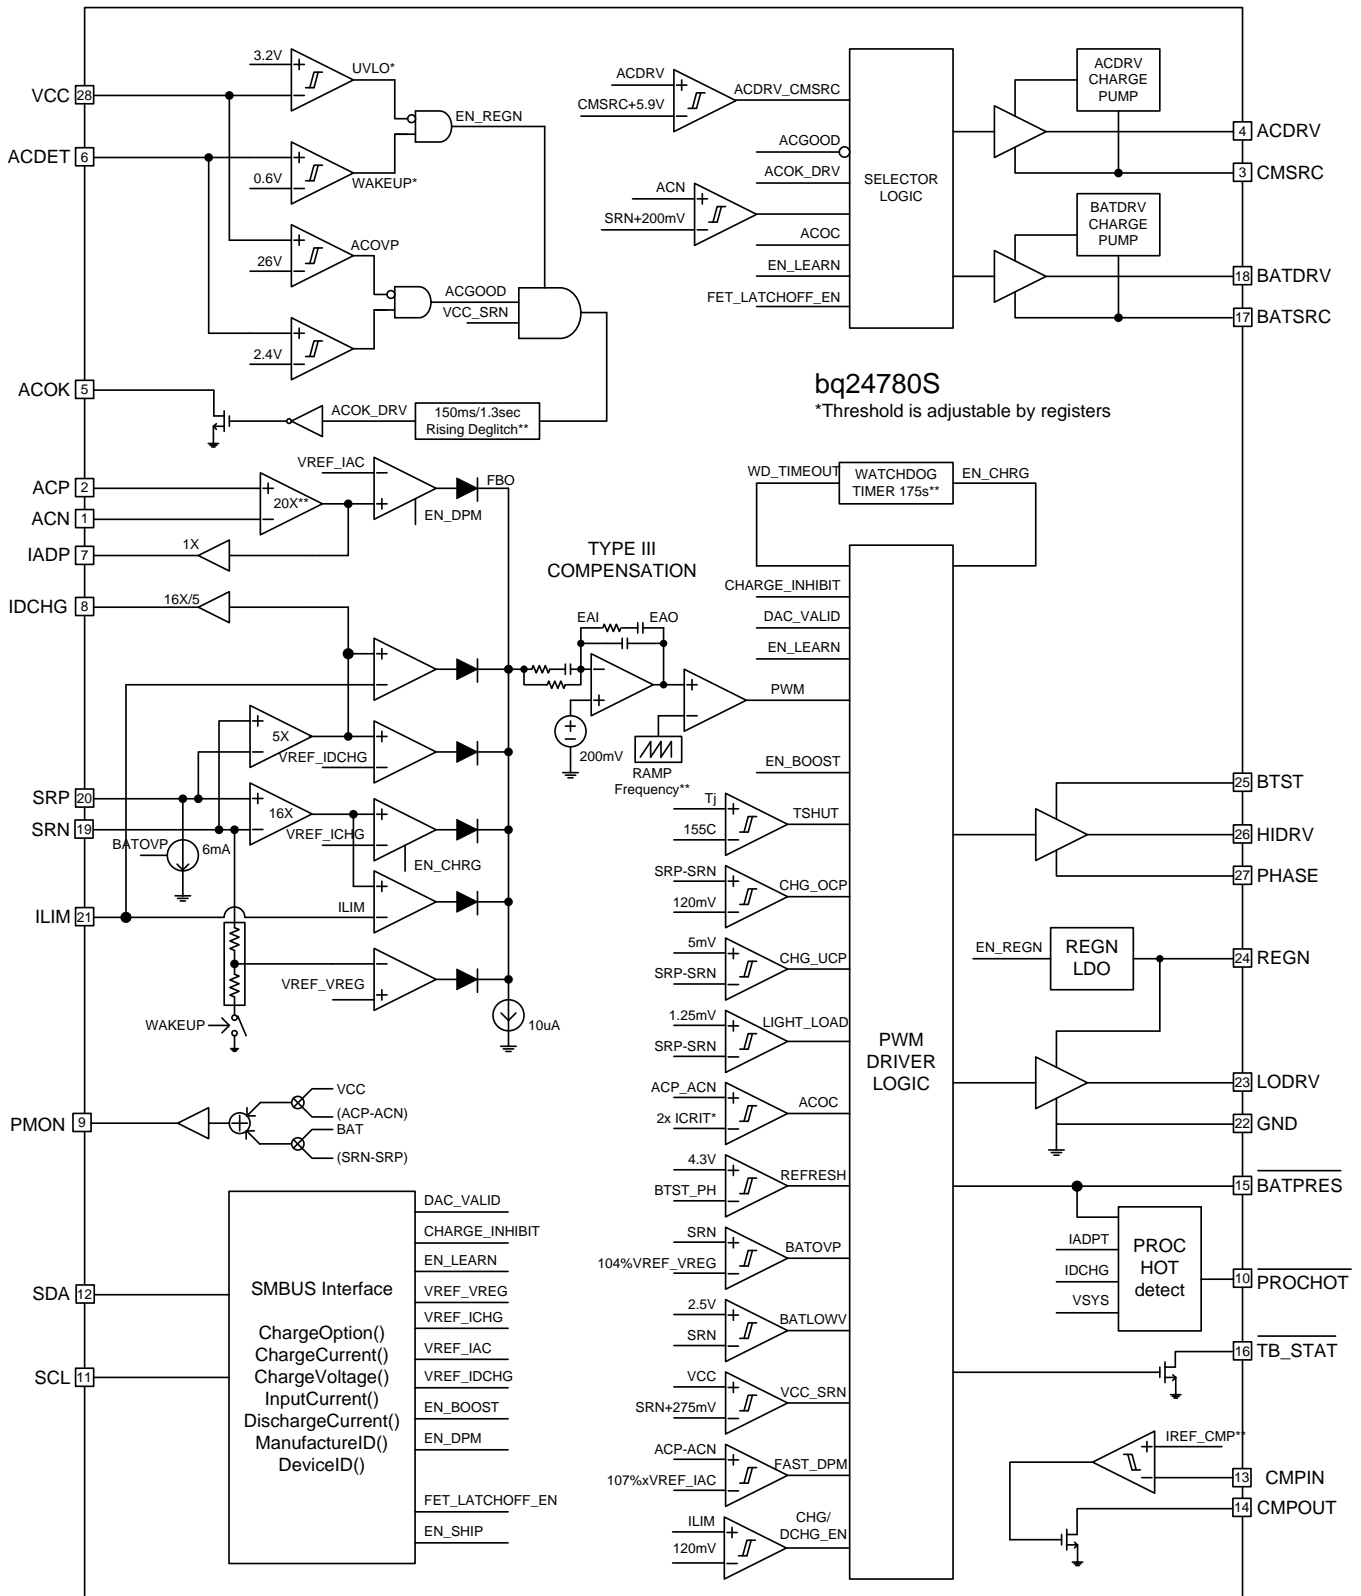 3.2V
UVLO*
VCC
28
EN_REGN
ACDET
6
0.6V
WAKEUP*
ACOVP
26V
ACGOOD
VCC_SRN
2.4V
ACOK
5
ACOK_DRV
150ms/1.3sec
Rising Deglitch**
ACDRV
CMSRC+5.9V
ACDRV_CMSRC
ACGOOD
ACOK_DRV
ACN
SRN+200mV
ACOC
EN_LEARN
FET_LATCHOFF_EN
SELECTOR
LOGIC
ACDRV
CHARGE
PUMP
4
ACDRV
3
CMSRC
BATDRV
CHARGE
PUMP
18
BATDRV
17
BATSRC
bq24780S
*Threshold is adjustable by registers
VREF_IAC
FBO
ACP
2
20X**
ACN
1
EN_DPM
IADP
7
1X
IDCHG
8
16X/5
TYPE III
COMPENSATION
EAI
EAO
5X
VREF_IDCHG
200mV
RAMP
Frequency**
PWM
SRP
20
16X
SRN
19
VREF_ICHG
BATOVP
6mA
EN_CHRG
ILIM
21
ILIM
VREF_VREG
WAKEUP
10uA
WD_TIMEOUT
WATCHDOG
TIMER 175s**
EN_CHRG
CHARGE_INHIBIT
DAC_VALID
EN_LEARN
EN_BOOST
Tj
155C
TSHUT
SRP-SRN
120mV
CHG_OCP
5mV
SRP-SRN
CHG_UCP
1.25mV
SRP-SRN
LIGHT_LOAD
ACP_ACN
2x ICRIT*
ACOC
4.3V
BTST_PH
REFRESH
SRN
104%VREF_VREG
BATOVP
2.5V
SRN
BATLOWV
VCC
SRN+275mV
VCC_SRN
ACP-ACN
107%xVREF_IAC
FAST_DPM
ILIM
120mV
CHG/
DCHG_EN
PWM
DRIVER
LOGIC
25
BTST
26
HIDRV
27
PHASE
EN_REGN
REGN
LDO
24
REGN
23
LODRV
22
GND
15
BATPRES
IADPT
IDCHG
VSYS
PROC
HOT
detect
10
PROCHOT
16
TB_STAT
IREF_CMP**
13
CMPIN
14
CMPOUT
PMON
9
VCC
(ACP-ACN)
BAT
(SRN-SRP)
SDA
12
SCL
11
SMBUS Interface
ChargeOption()
ChargeCurrent()
ChargeVoltage()
InputCurrent()
DischargeCurrent()
ManufactureID()
DeviceID()
DAC_VALID
CHARGE_INHIBIT
EN_LEARN
VREF_VREG
VREF_ICHG
VREF_IAC
VREF_IDCHG
EN_BOOST
EN_DPM
FET_LATCHOFF_EN
EN_SHIP